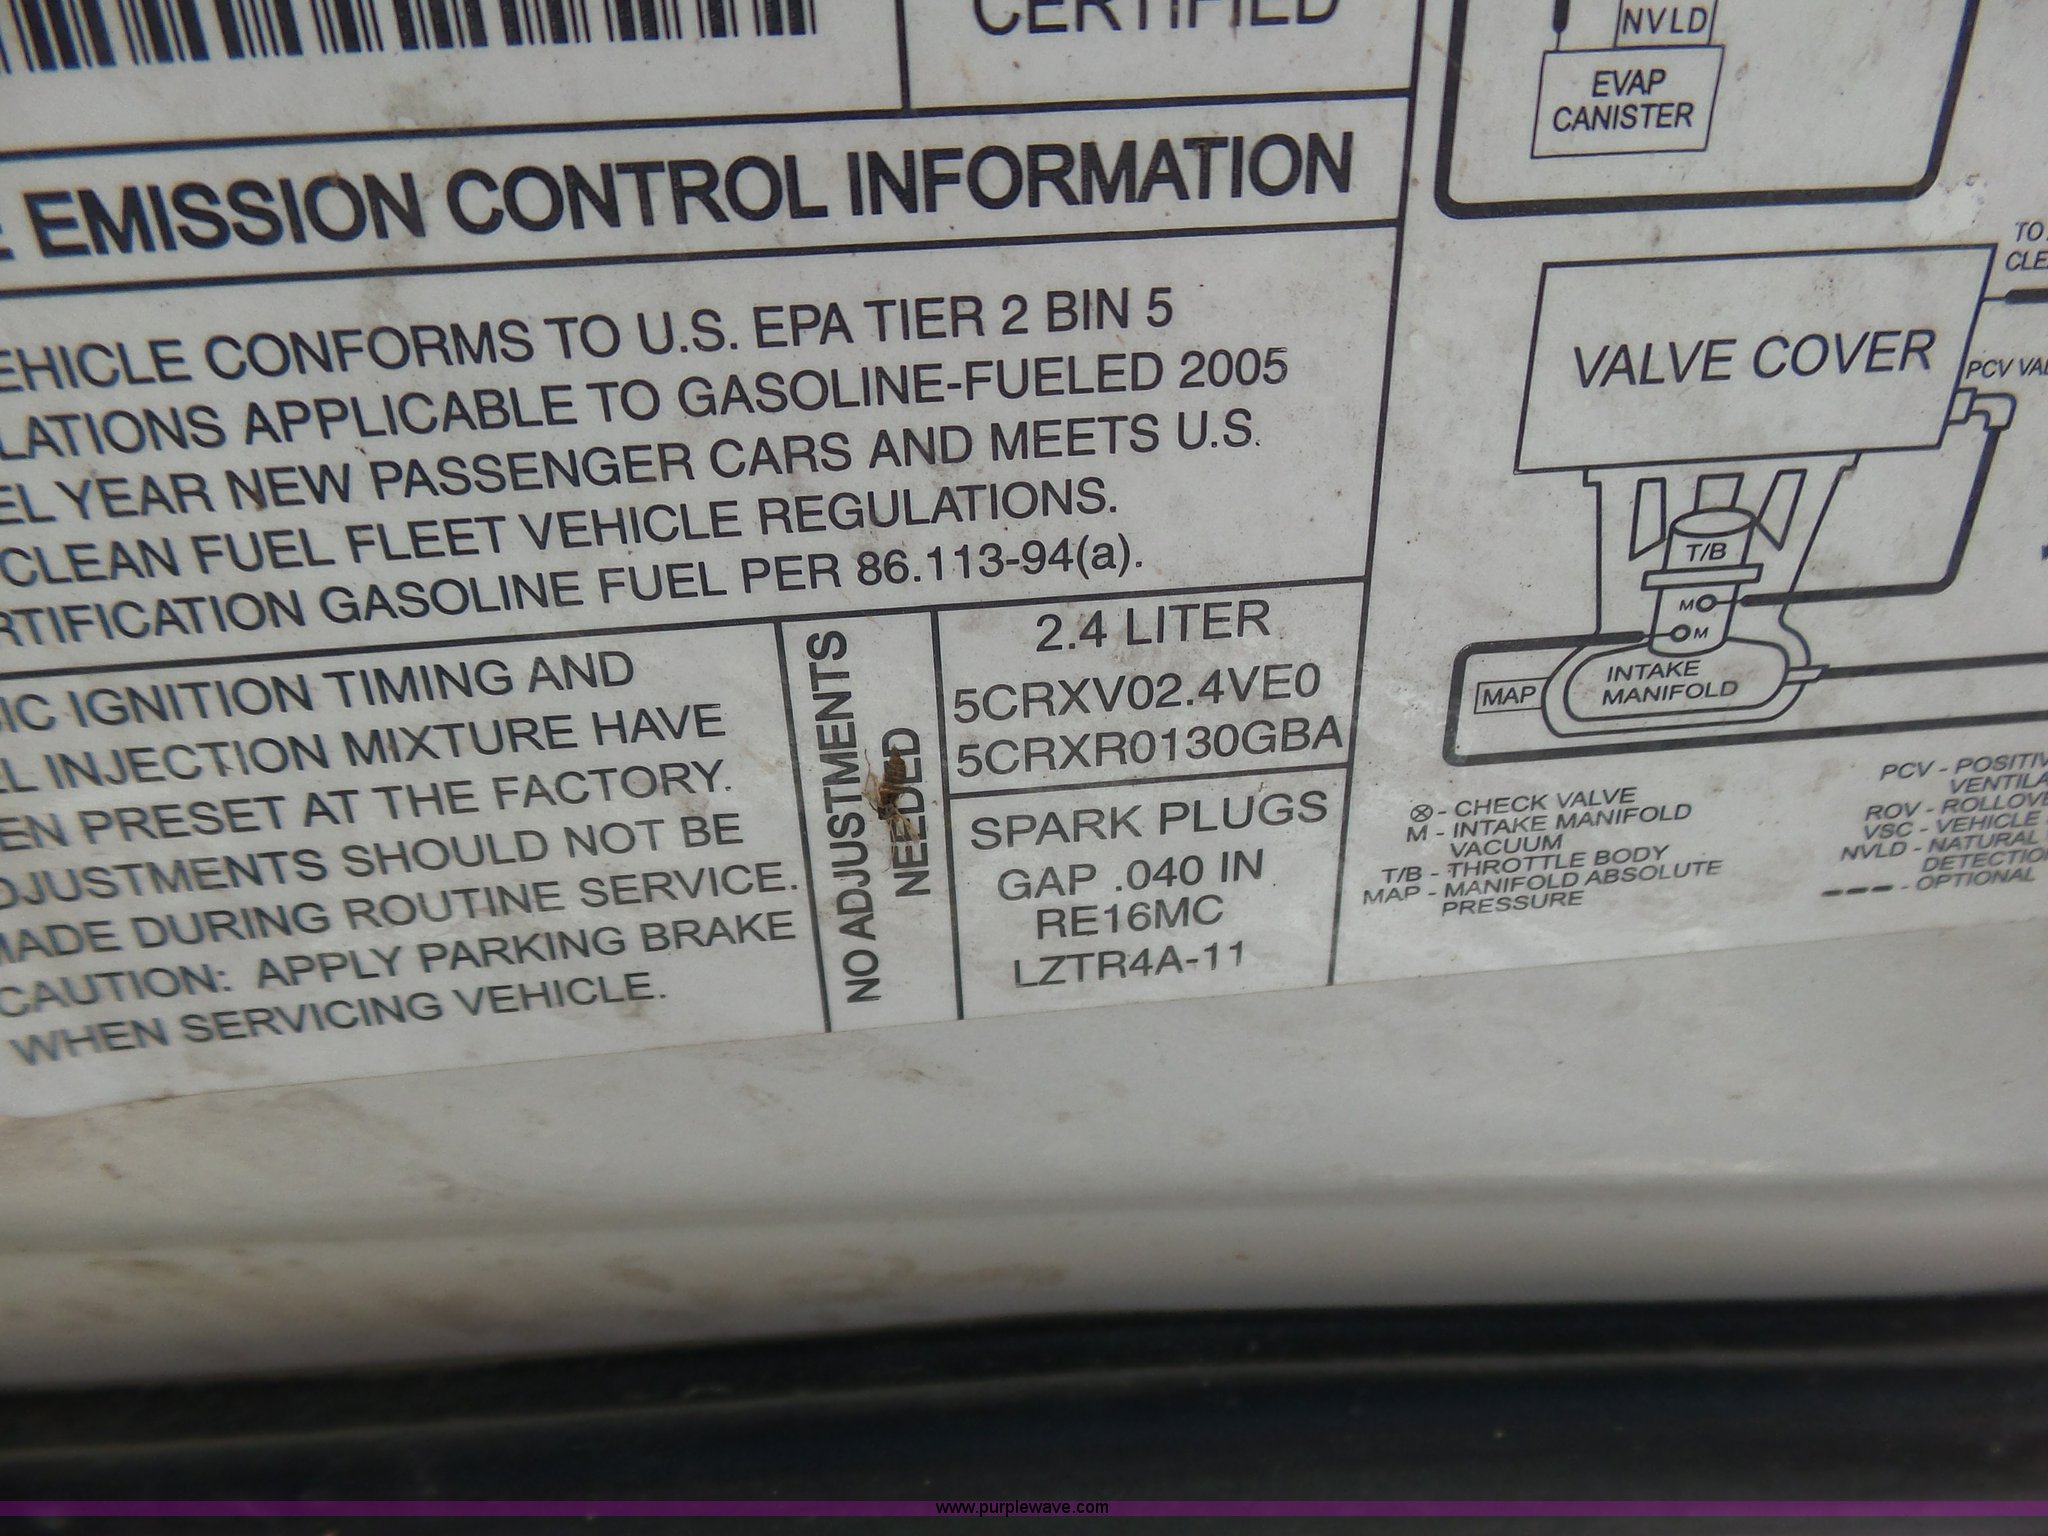 CERTIFIED
EMISSION CONTROL INFORMATION
EHICLE CONFORMS TO U.S. EPA TIER 2 BIN 5
LATIONS APPLICABLE TO GASOLINE-FUELED 2005
EL YEAR NEW PASSENGER CARS AND MEETS U.S.
CLEAN FUEL FLEET VEHICLE REGULATIONS.
RTIFICATION GASOLINE FUEL PER 86.113-94(a).
IC IGNITION TIMING AND
L INJECTION MIXTURE HAVE
EN PRESET AT THE FACTORY.
DJUSTMENTS SHOULD NOT BE
MADE DURING ROUTINE SERVICE.
CAUTION: APPLY PARKING BRAKE
WHEN SERVICING VEHICLE.
NO ADJUSTMENTS
NEEDED
2.4 LITER
5CRXV02.4VE0
5CRXR0130GBA
SPARK PLUGS
GAP .040 IN
RE16MC
LZTR4A-11
NVLD
EVAP
CANISTER
TO
CLE
VALVE COVER
PCV VAL
T/B
M
M
INTAKE
MANIFOLD
MAP
⊗ - CHECK VALVE
M - INTAKE MANIFOLD
VACUUM
T/B - THROTTLE BODY
MAP - MANIFOLD ABSOLUTE
PRESSURE
PCV - POSITIV
VENTILA
ROV - ROLLOVE
VSC - VEHICLE
NVLD - NATURAL
DETECTIO
--- - OPTIONAL
www.purplewave.com